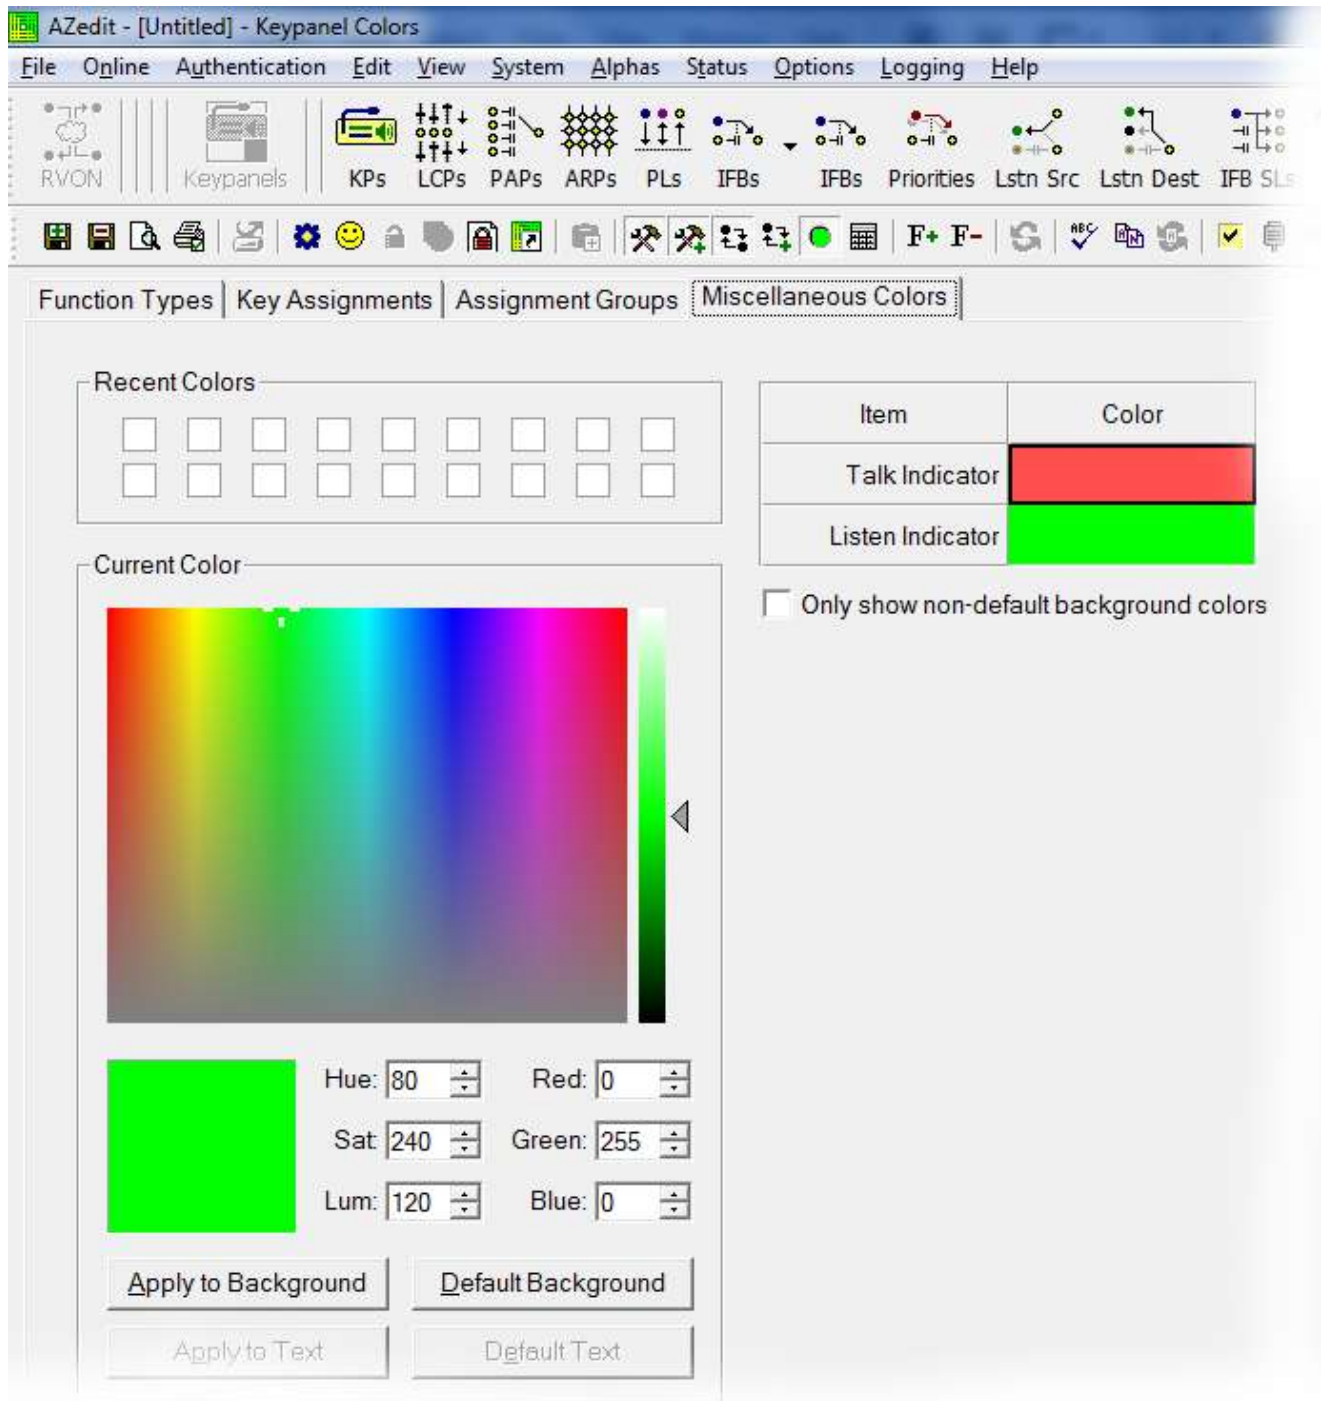 AZedit - [Untitled] - Keypanel Colors
File Online Authentication Edit View System Alphas Status Options Logging Help
RVON Keypanels KPs LCPs PAPs ARPs PLs IFBs IFBs Priorities Lstn Src Lstn Dest IFB SLs
F+ F- ABC
Function Types Key Assignments Assignment Groups Miscellaneous Colors
Recent Colors
Item Color
Talk Indicator
Listen Indicator
Only show non-default background colors
Current Color
Hue: 80 Red: 0
Sat: 240 Green: 255
Lum: 120 Blue: 0
Apply to Background Default Background
Apply to Text Default Text